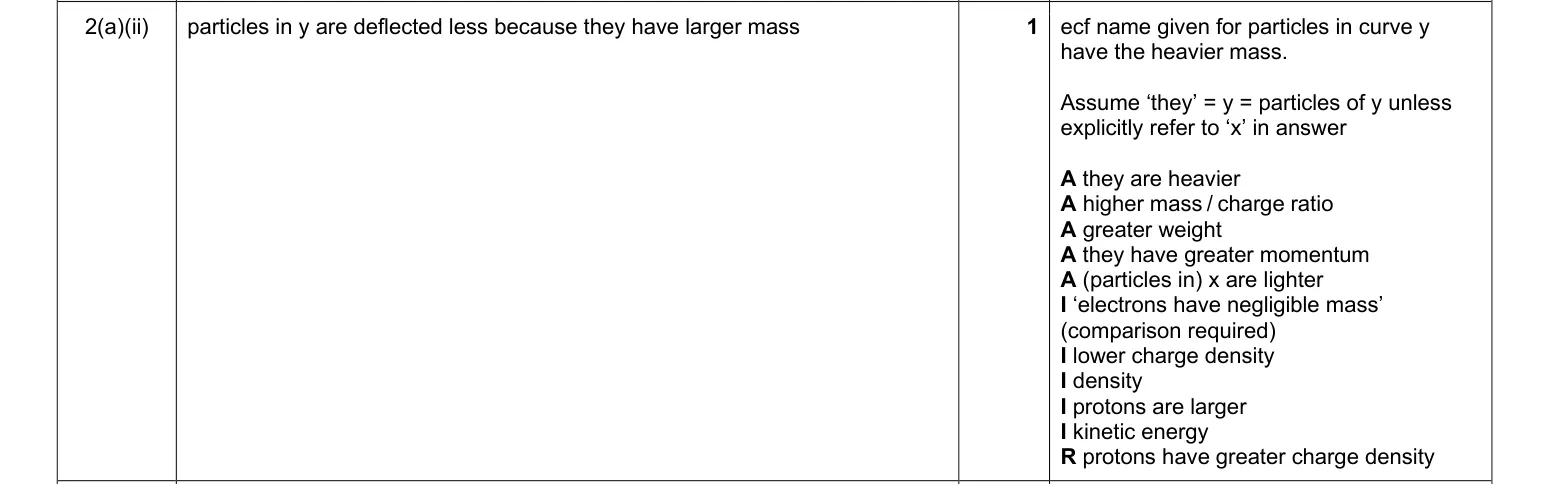 2(a)(ii)
particles in y are deflected less because they have larger mass
1
ecf name given for particles in curve y
have the heavier mass.
Assume ‘they’ = y = particles of y unless
explicitly refer to ‘x’ in answer
A they are heavier
A higher mass / charge ratio
A greater weight
A they have greater momentum
A (particles in) x are lighter
I ‘electrons have negligible mass’
(comparison required)
I lower charge density
I density
I protons are larger
I kinetic energy
R protons have greater charge density